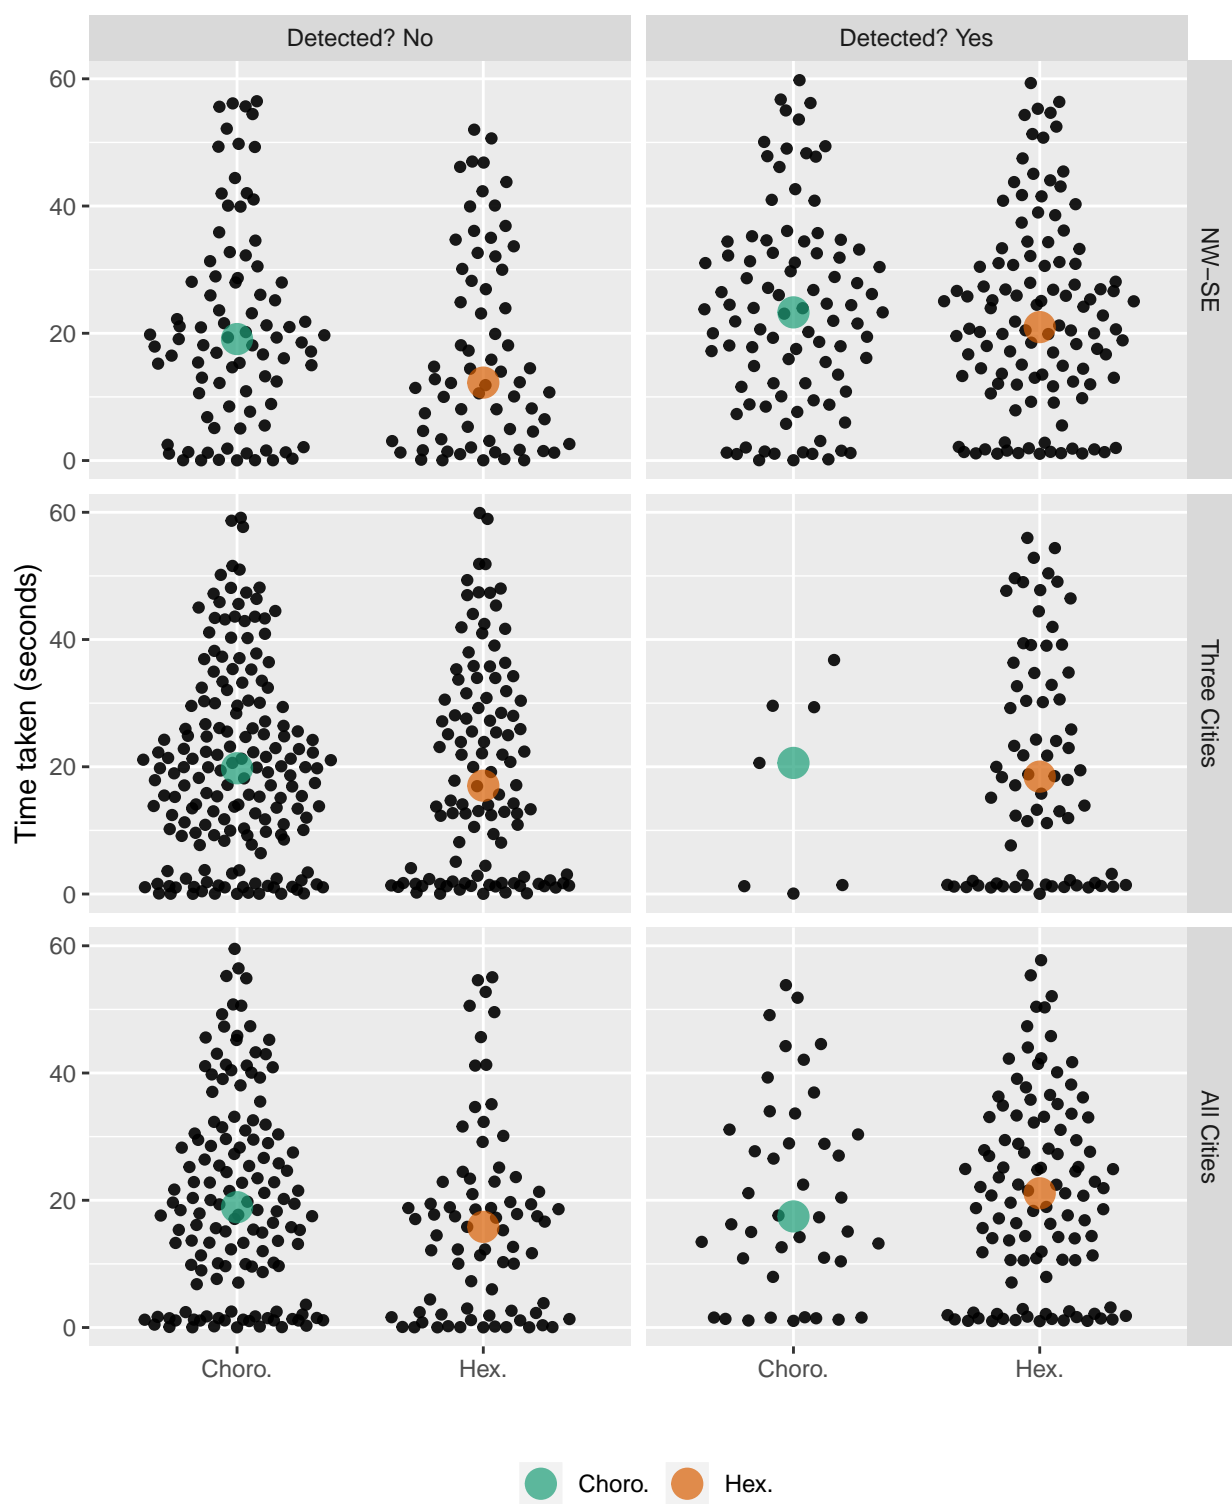 Detected? No
Detected? Yes
60
40
20
0
NW−SE
60
40
20
0
Three Cities
Time taken (seconds)
60
40
20
0
All Cities
Choro.
Hex.
Choro.
Hex.
Choro.
Hex.